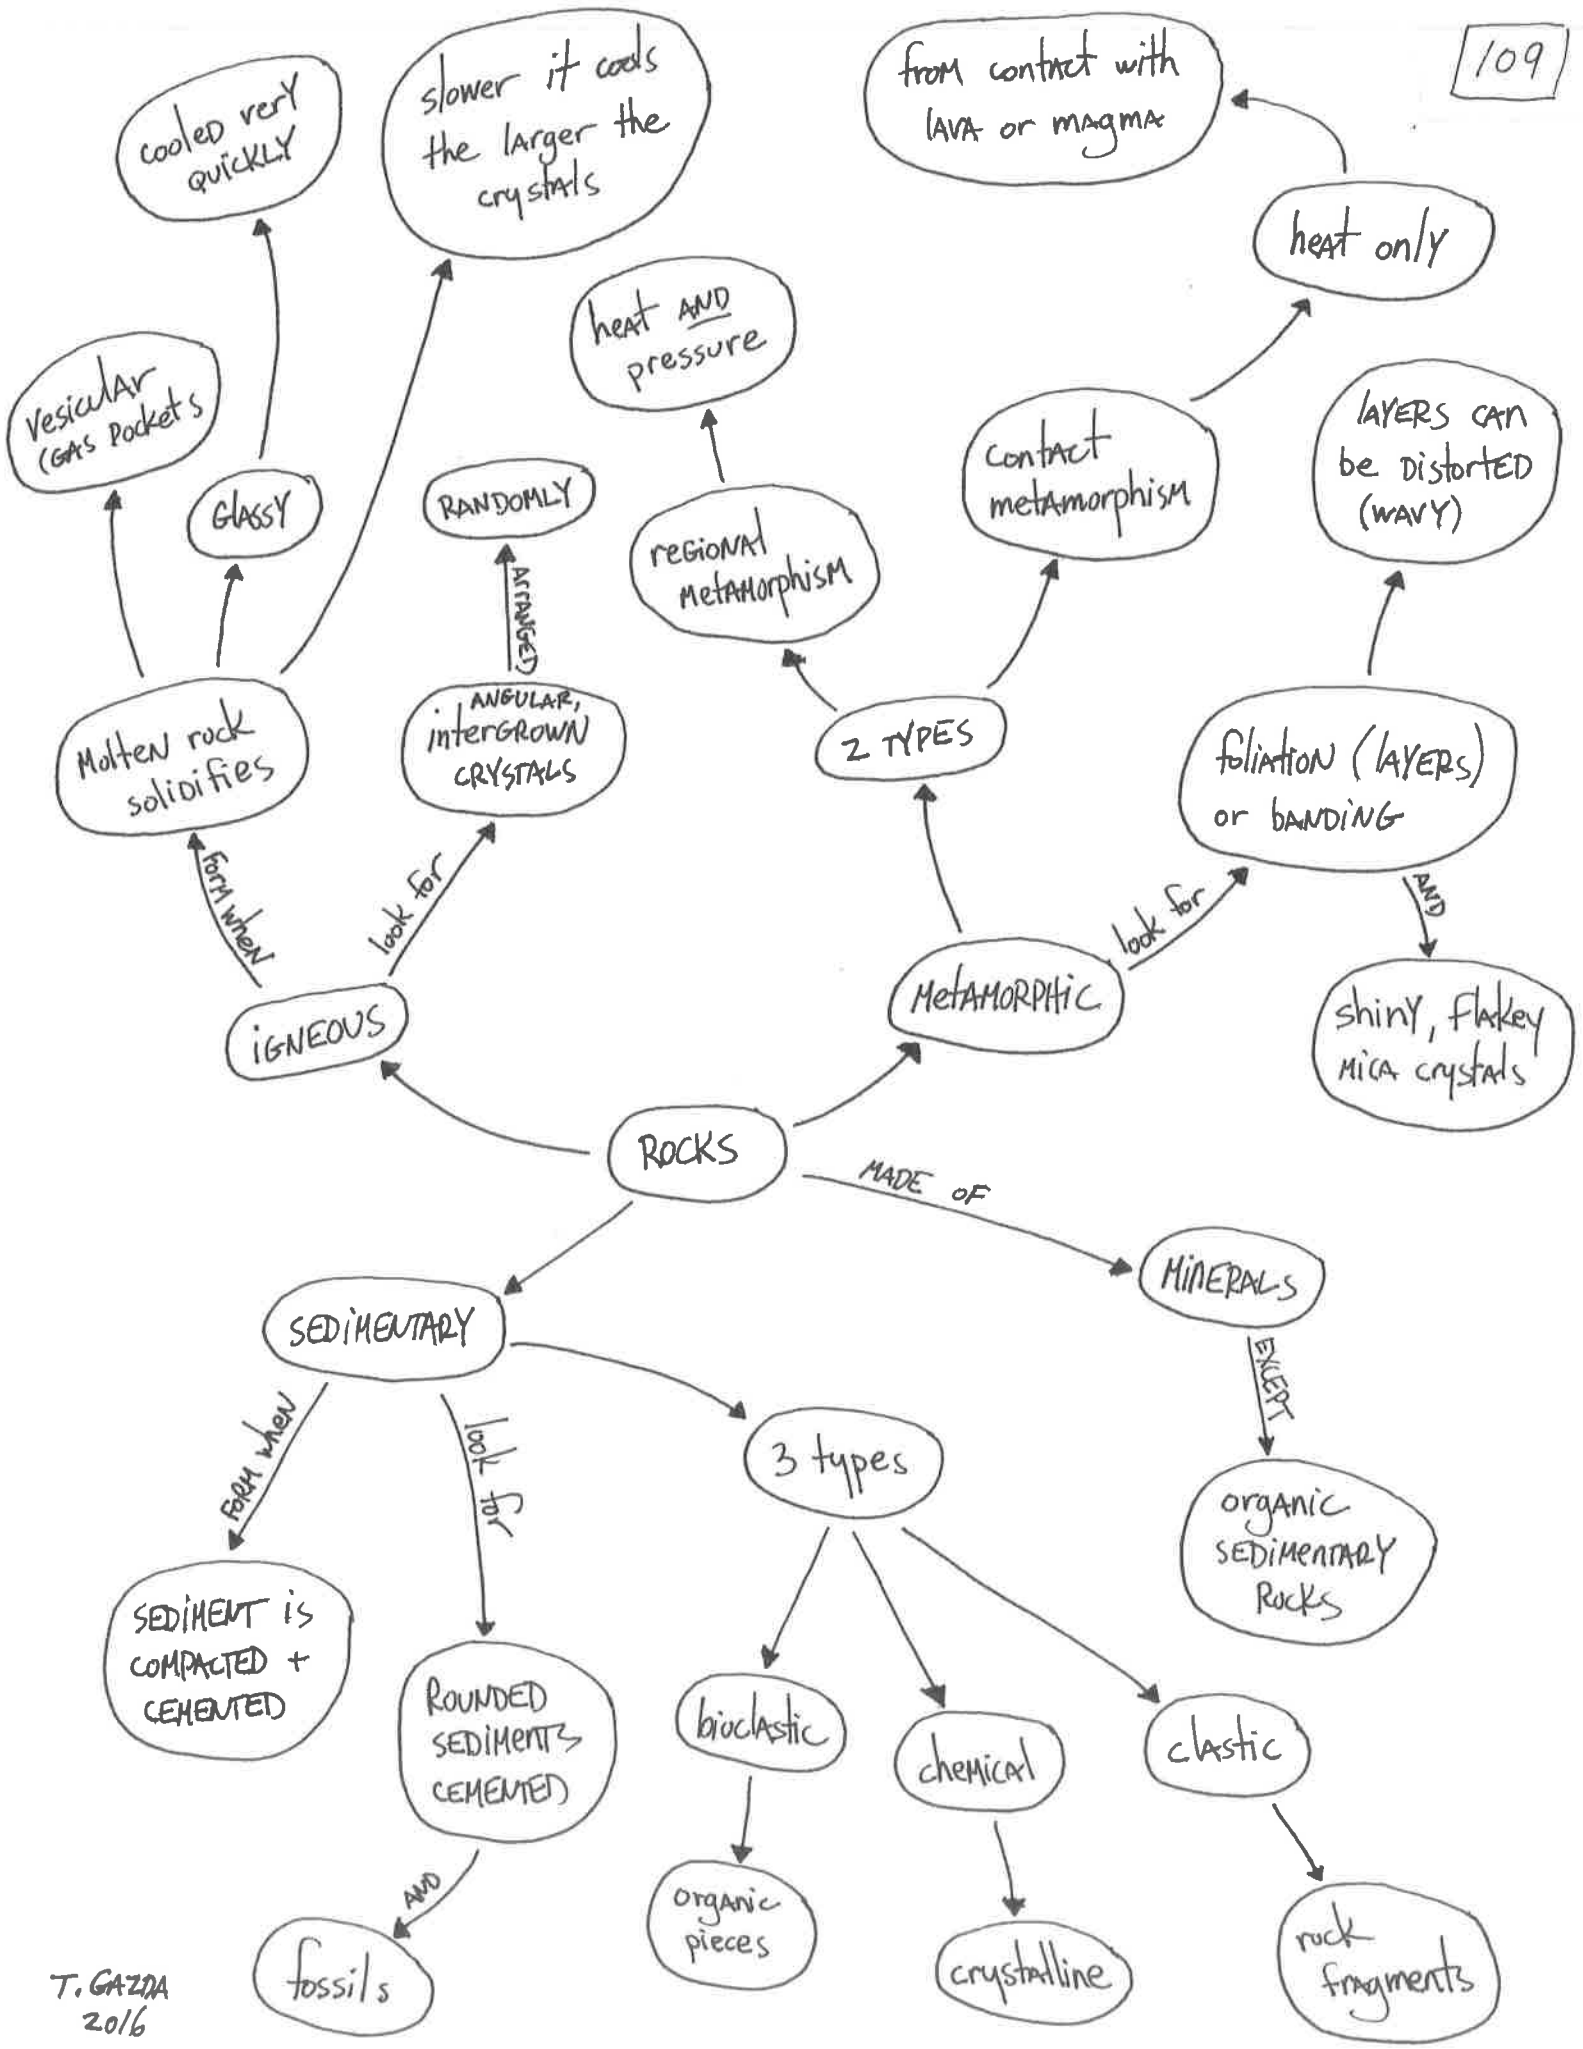 109
slower it cools
the larger the
crystals
from contact with
lava or magma
cooled very
quickly
heat only
heat AND
pressure
vesicular
(gas pockets
Glassy
RANDOMLY
ARRANGED
contact
metamorphism
LAYERS CAN
be DISTORTED
(WAVY)
regional
metamorphism
Molten rock
solidifies
ANGULAR,
interGROWN
CRYSTALS
2 TYPES
foliation (LAYERS)
or BANDING
form when
look for
look for
AND
IGNEOUS
METAMORPHIC
shiny, flakey
mica crystals
ROCKS
MADE OF
MINERALS
SEDIMENTARY
EXCEPT
form when
look for
3 types
organic
SEDIMENTARY
Rocks
SEDIMENT is
COMPACTED +
CEMENTED
ROUNDED
SEDIMENTS
CEMENTED
bioclastic
chemical
clastic
AND
fossils
organic
pieces
crystalline
rock
fragments
T. GAZDA
2016